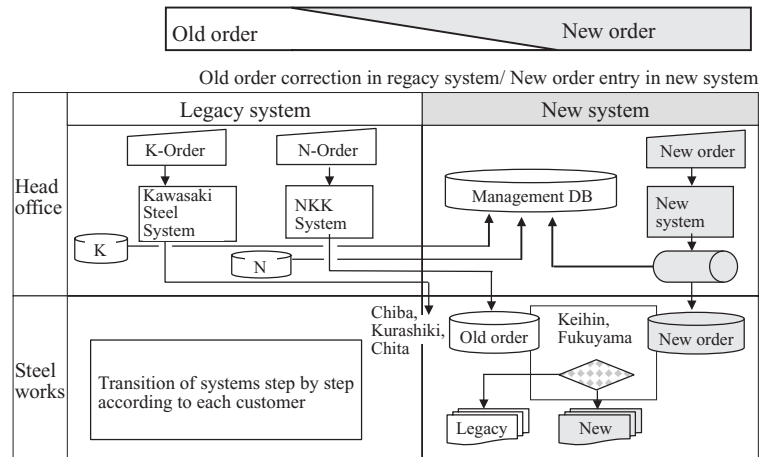 Old order
New order
Old order correction in regacy system/ New order entry in new system
Legacy system
New system
Head
office
K-Order
N-Order
New order
Kawasaki
Steel
System
NKK
System
Management DB
New
system
K
N
Chiba,
Kurashiki,
Chita
Old order
Keihin,
Fukuyama
New order
Steel
works
Transition of systems step by step
according to each customer
Legacy
New